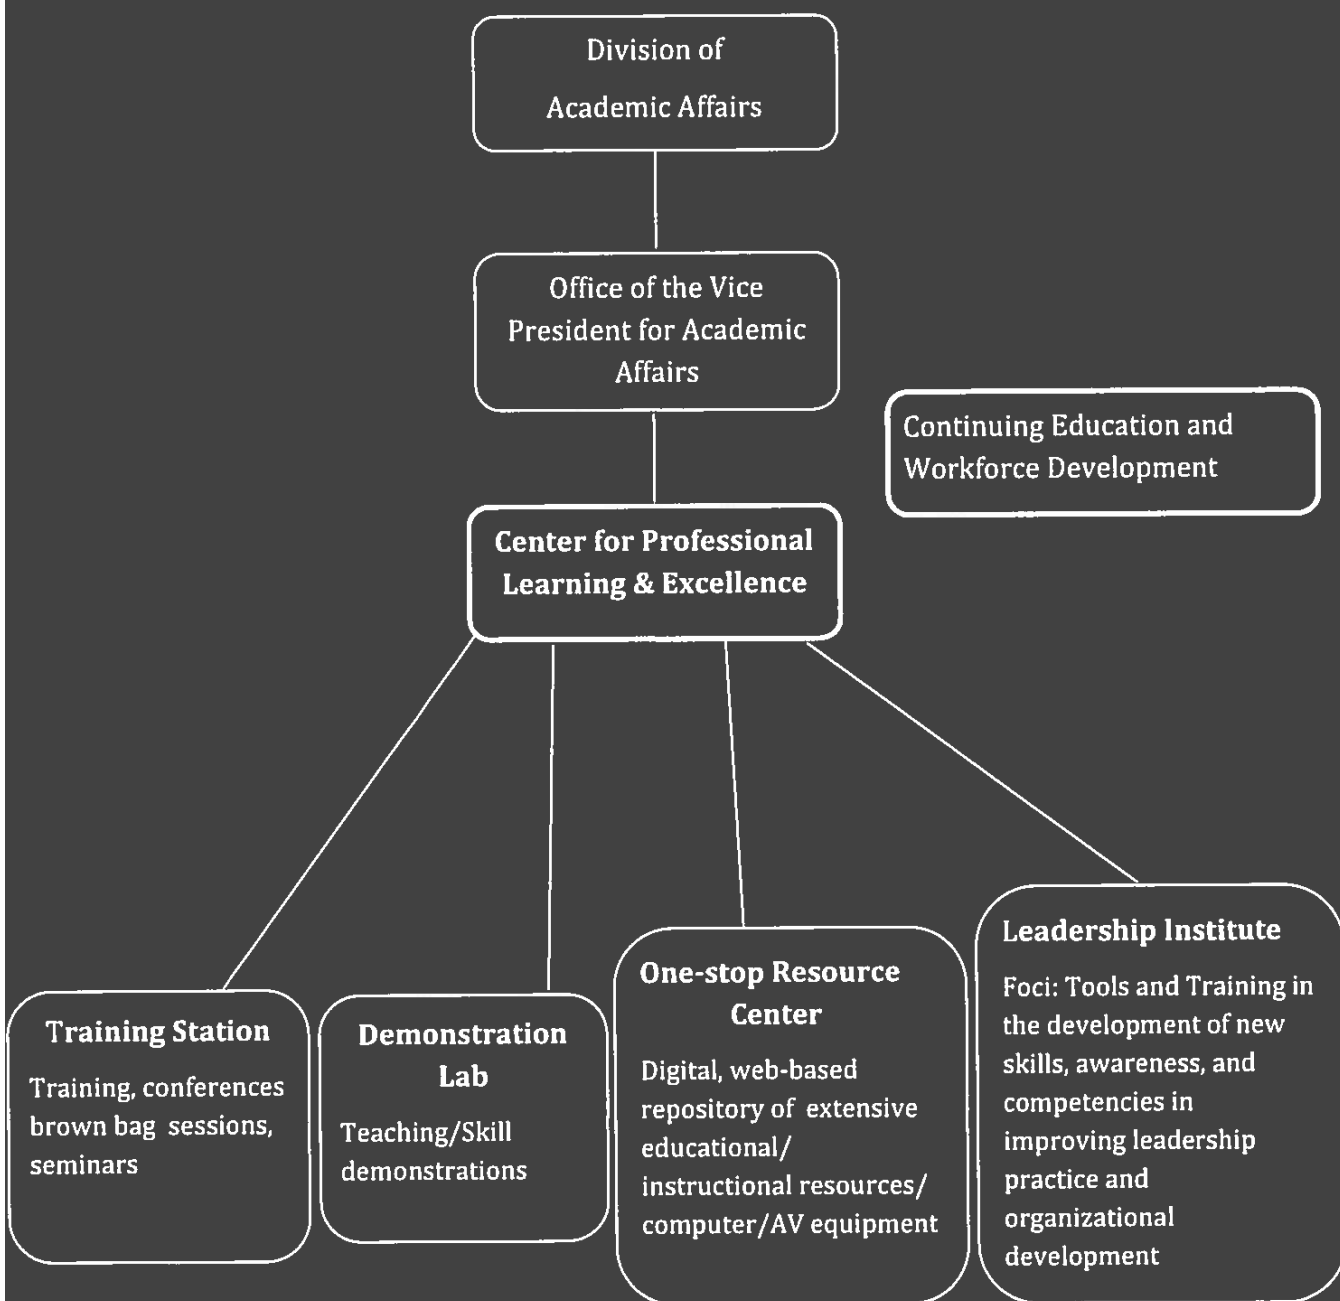 Division of
Academic Affairs
Office of the Vice
President for Academic
Affairs
Continuing Education and
Workforce Development
Center for Professional
Learning & Excellence
Training Station
Training, conferences
brown bag sessions,
seminars
Demonstration
Lab
Teaching/Skill
demonstrations
One-stop Resource
Center
Digital, web-based
repository of extensive
educational/
instructional resources/
computer/AV equipment
Leadership Institute
Foci: Tools and Training in
the development of new
skills, awareness, and
competencies in
improving leadership
practice and
organizational
development